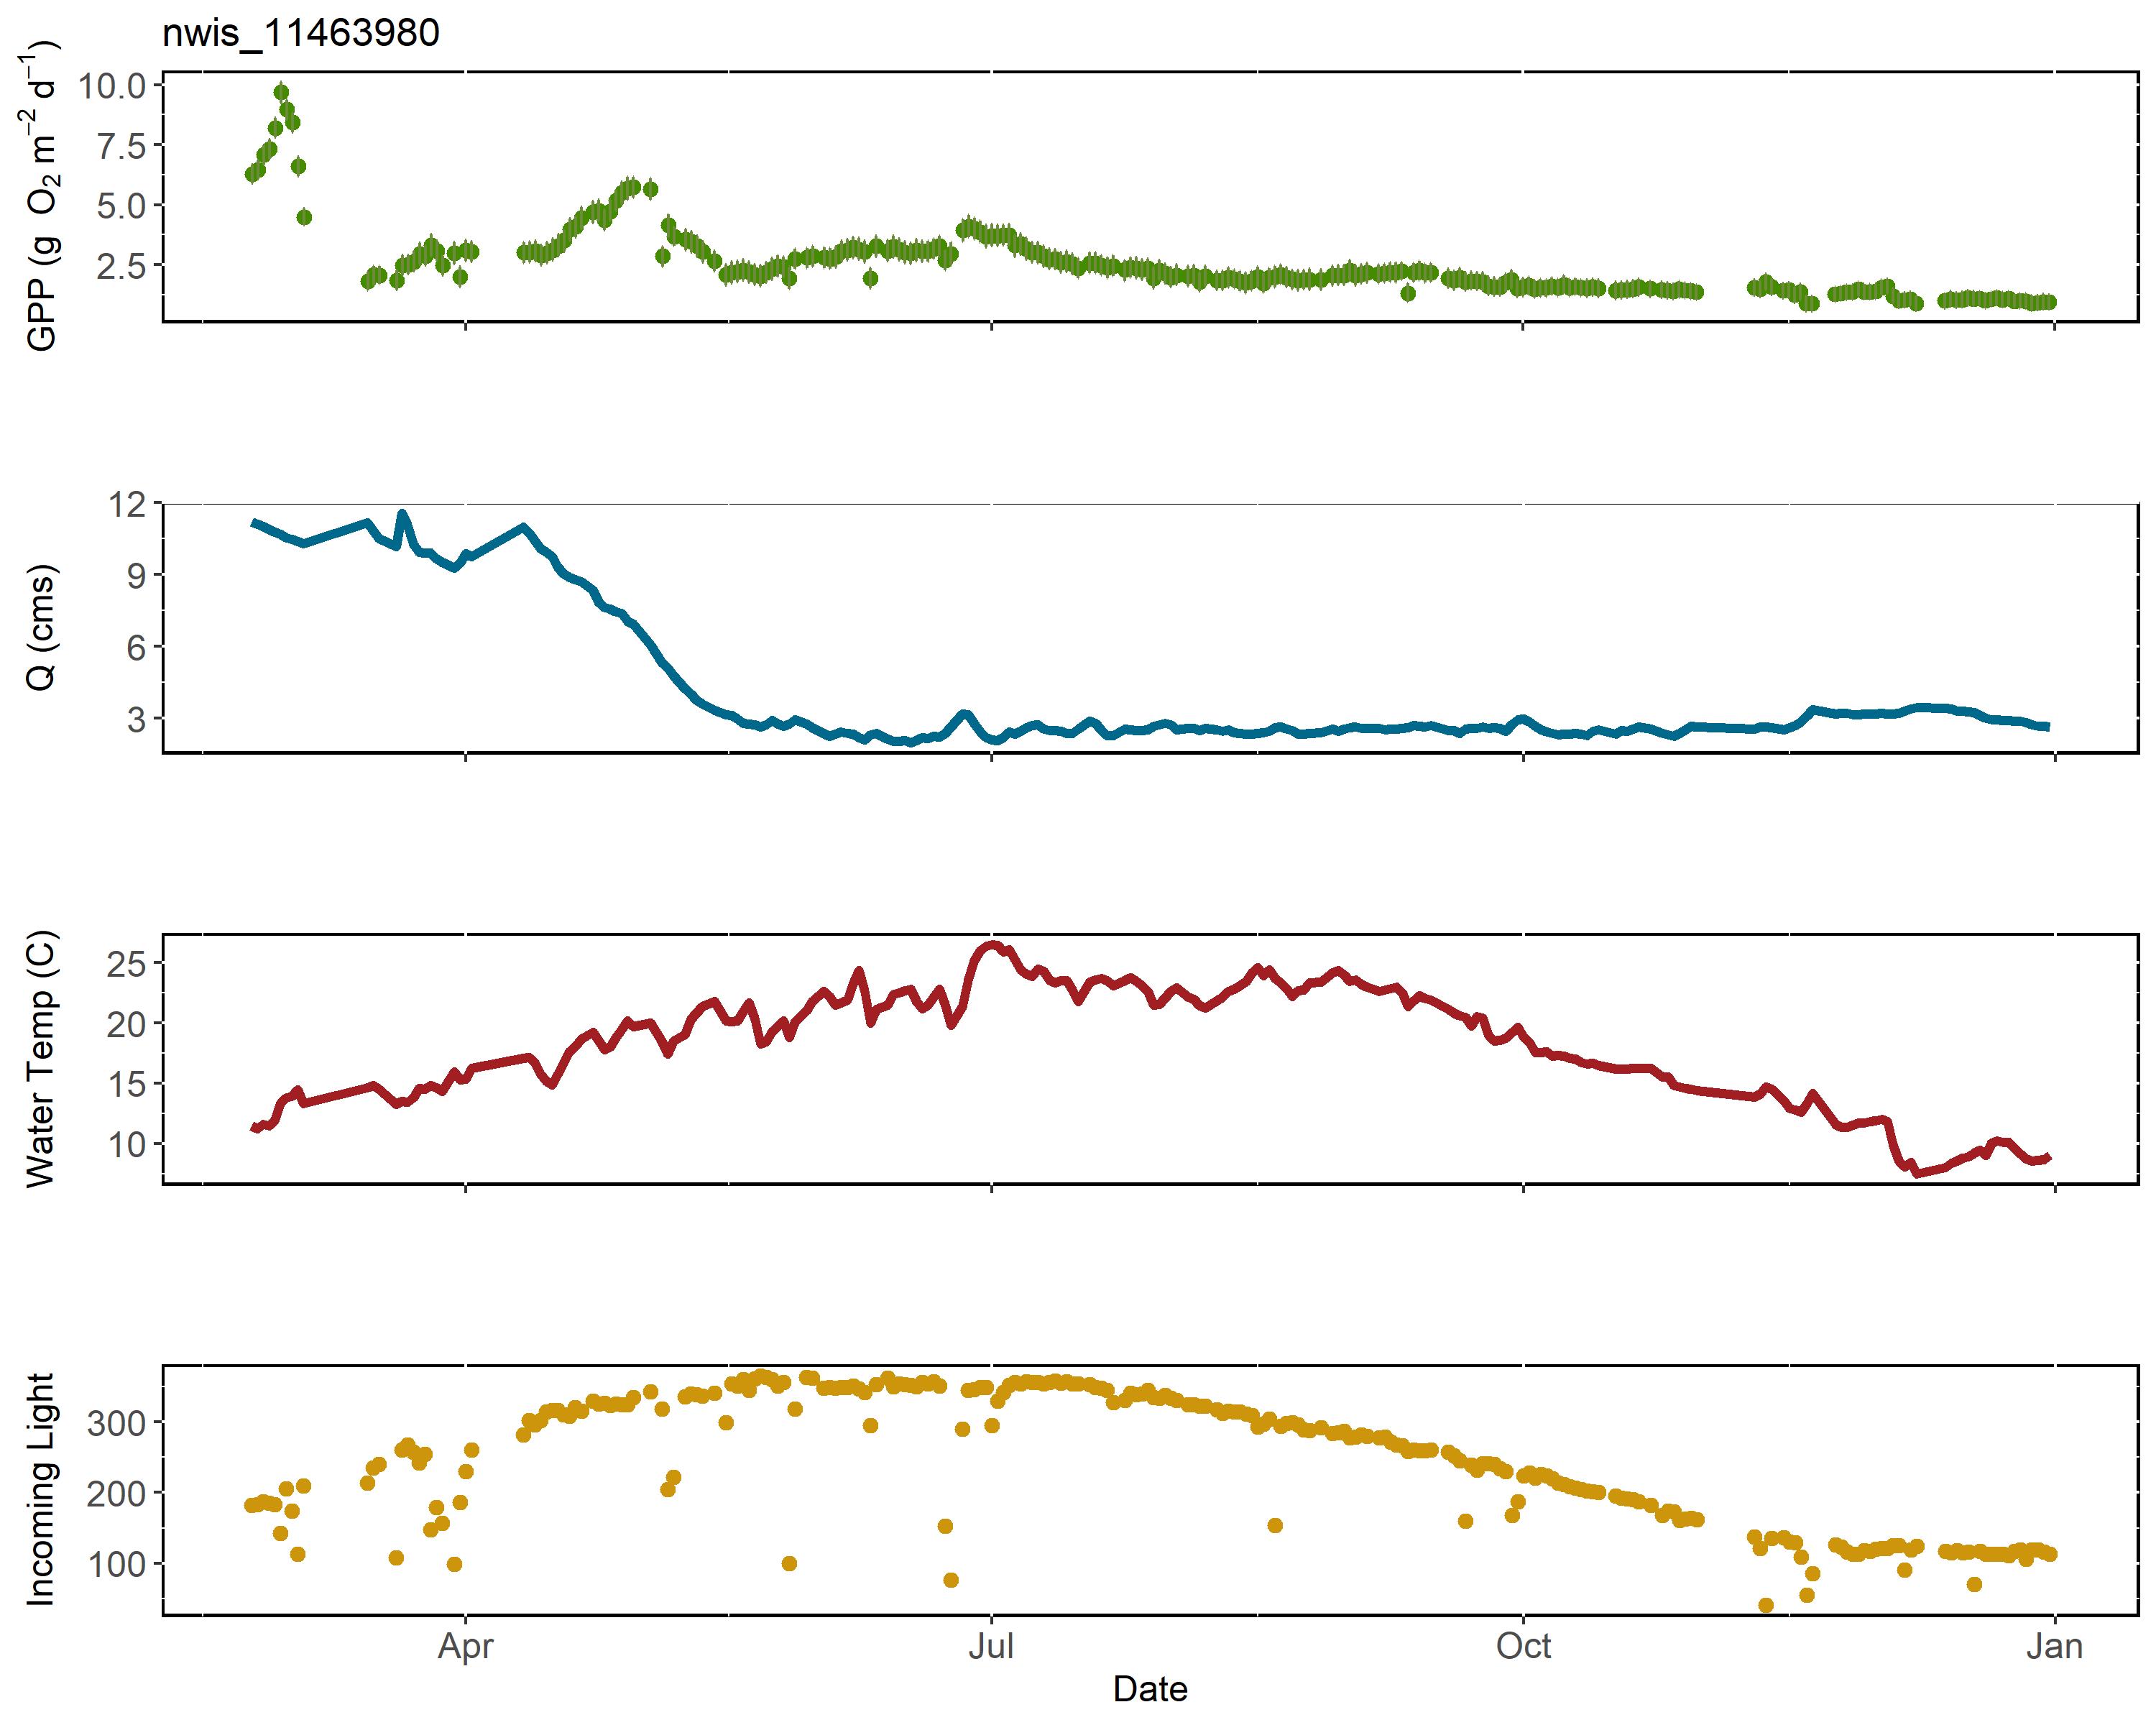 nwis_11463980
GPP (g O₂ m⁻² d⁻¹)
10.0
7.5
5.0
2.5
Q (cms)
12
9
6
3
Water Temp (C)
25
20
15
10
Incoming Light
300
200
100
Apr Jul Oct Jan
Date